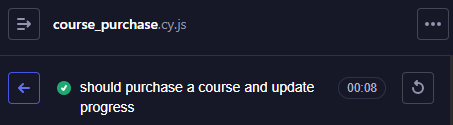 course_purchase.cy.js
should purchase a course and update
00:08
progress